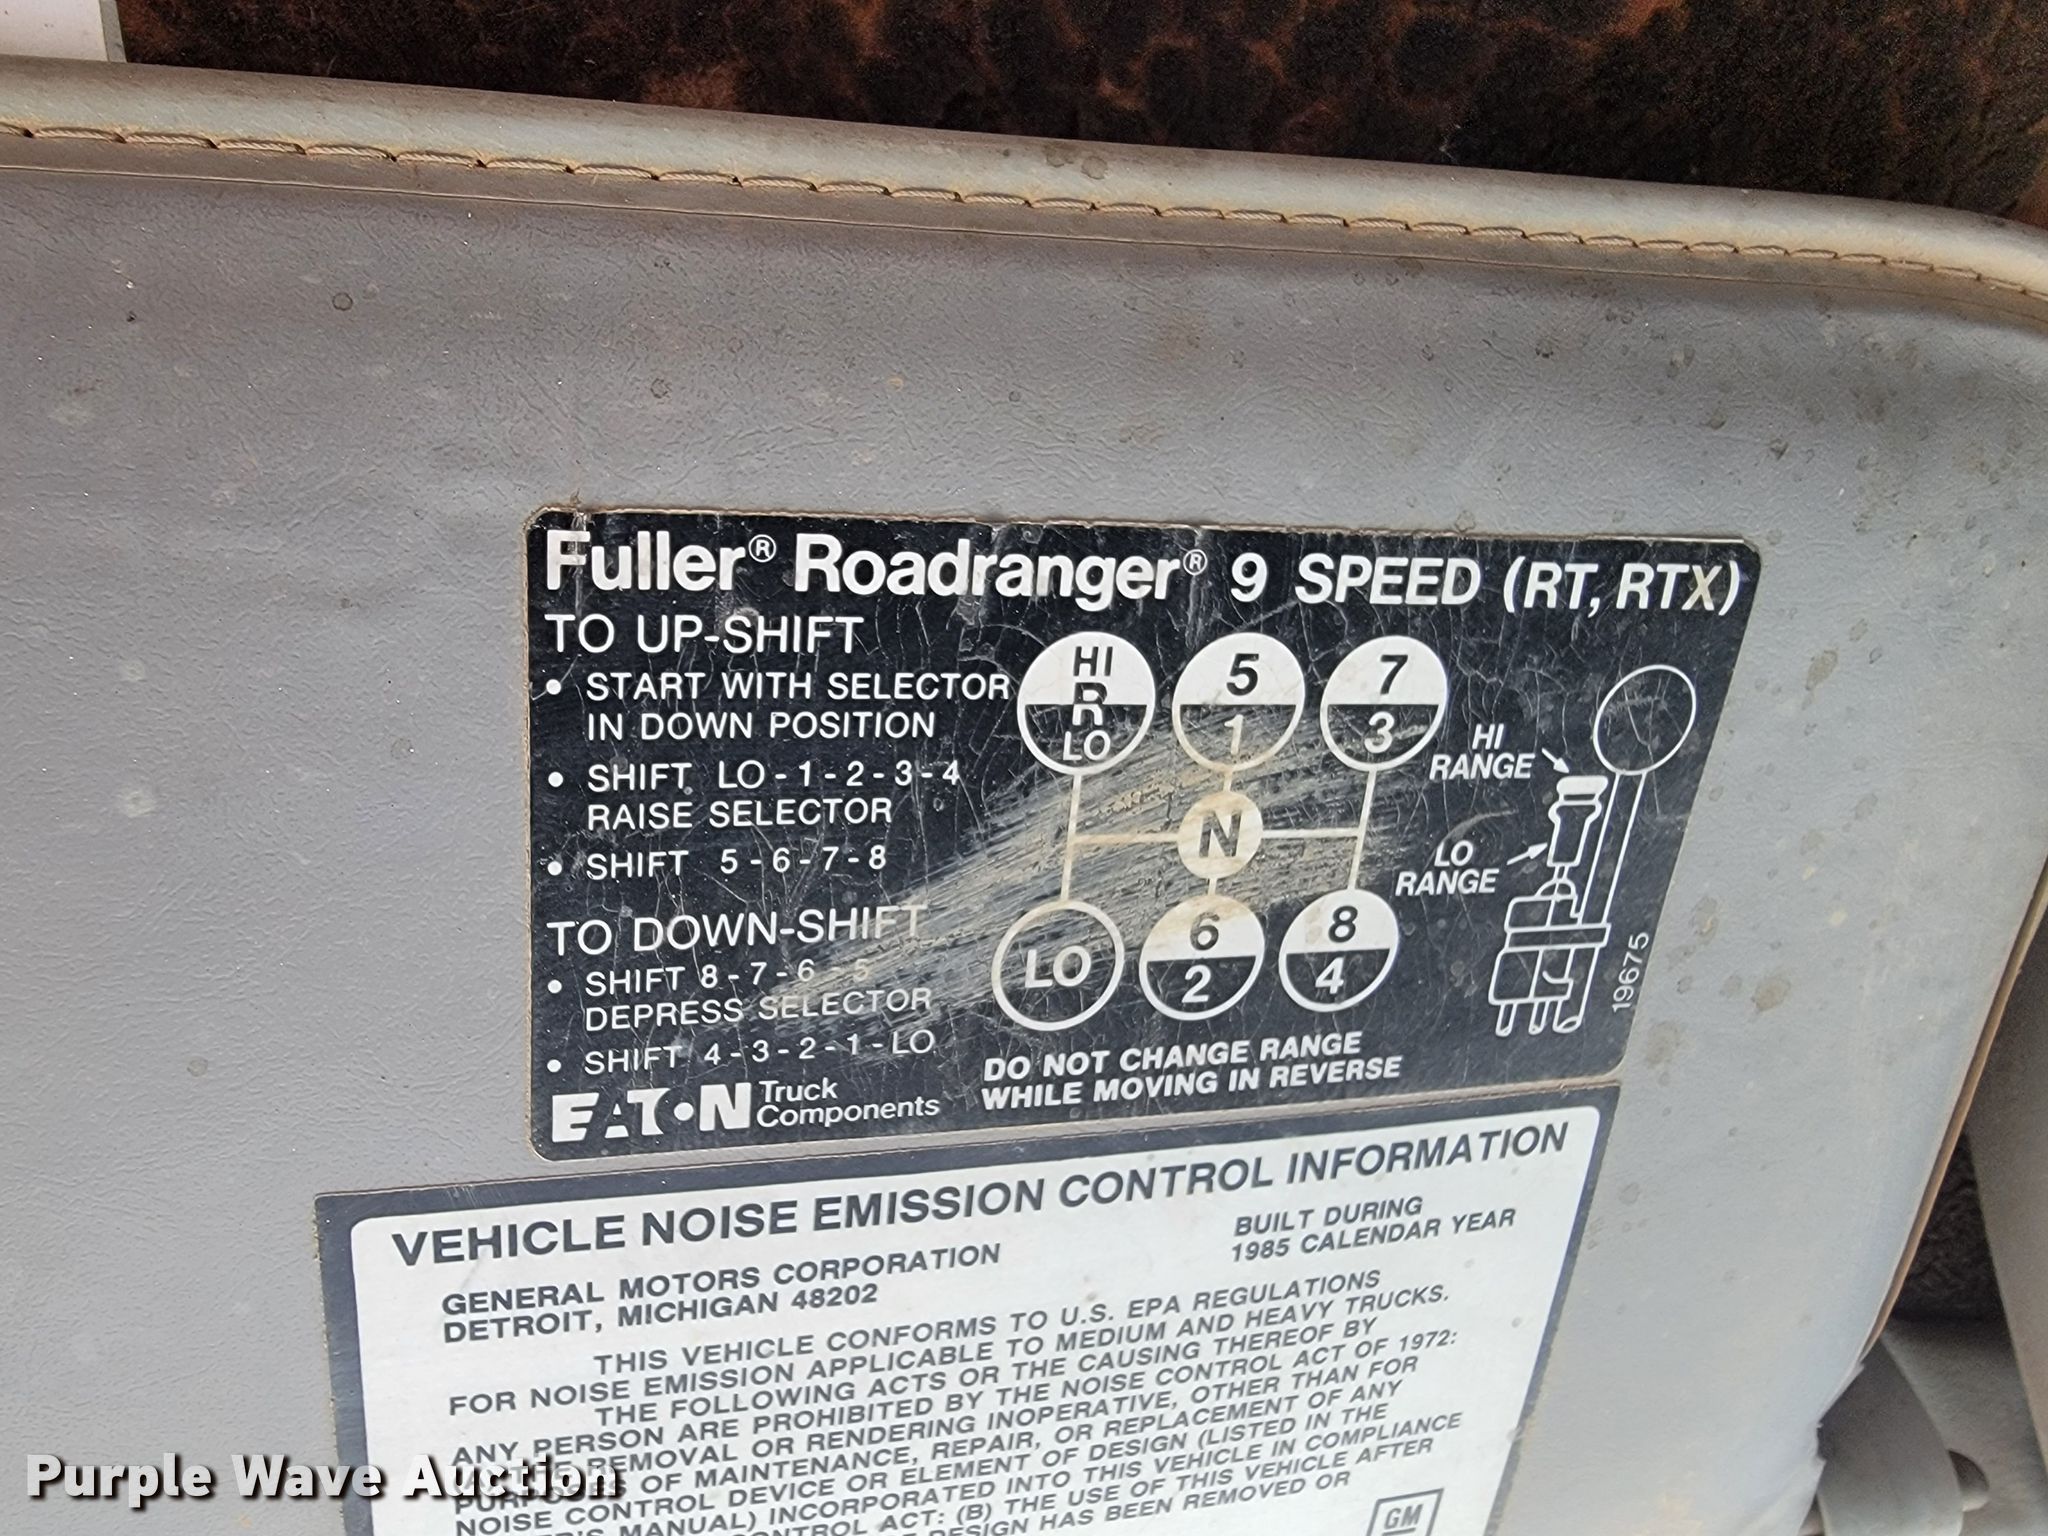 Fuller® Roadranger® 9 SPEED (RT, RTX)
TO UP-SHIFT
• START WITH SELECTOR
IN DOWN POSITION
• SHIFT LO-1-2-3-4
RAISE SELECTOR
• SHIFT 5-6-7-8
TO DOWN-SHIFT
• SHIFT 8-7-6-5
DEPRESS SELECTOR
• SHIFT 4-3-2-1-LO
EATON Truck
Components
HI
R
LO
5
1
7
3
N
LO
6
2
8
4
HI
RANGE
LO
RANGE
19675
DO NOT CHANGE RANGE
WHILE MOVING IN REVERSE
VEHICLE NOISE EMISSION CONTROL INFORMATION
GENERAL MOTORS CORPORATION
DETROIT, MICHIGAN 48202
BUILT DURING
1985 CALENDAR YEAR
THIS VEHICLE CONFORMS TO U.S. EPA REGULATIONS
FOR NOISE EMISSION APPLICABLE TO MEDIUM AND HEAVY TRUCKS.
THE FOLLOWING ACTS OR THE CAUSING THEREOF BY
ANY PERSON ARE PROHIBITED BY THE NOISE CONTROL ACT OF 1972:
REMOVAL OR RENDERING INOPERATIVE, OTHER THAN FOR
PURPOSES OF MAINTENANCE, REPAIR, OR REPLACEMENT OF ANY
NOISE CONTROL DEVICE OR ELEMENT OF DESIGN (LISTED IN THE
MANUAL) INCORPORATED INTO THIS VEHICLE IN COMPLIANCE
ACT: (B) THE USE OF THIS VEHICLE AFTER
DESIGN HAS BEEN REMOVED OR
GM
Purple Wave Auction